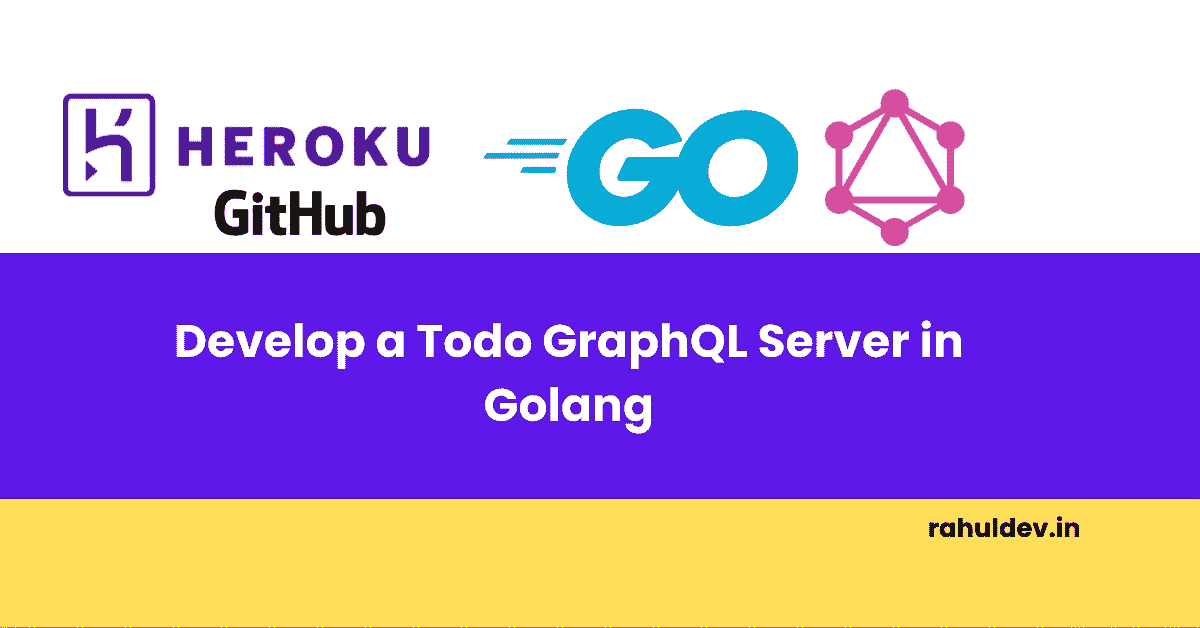 HEROKU
GitHub
GO
Develop a Todo GraphQL Server in
Golang
rahuldev.in